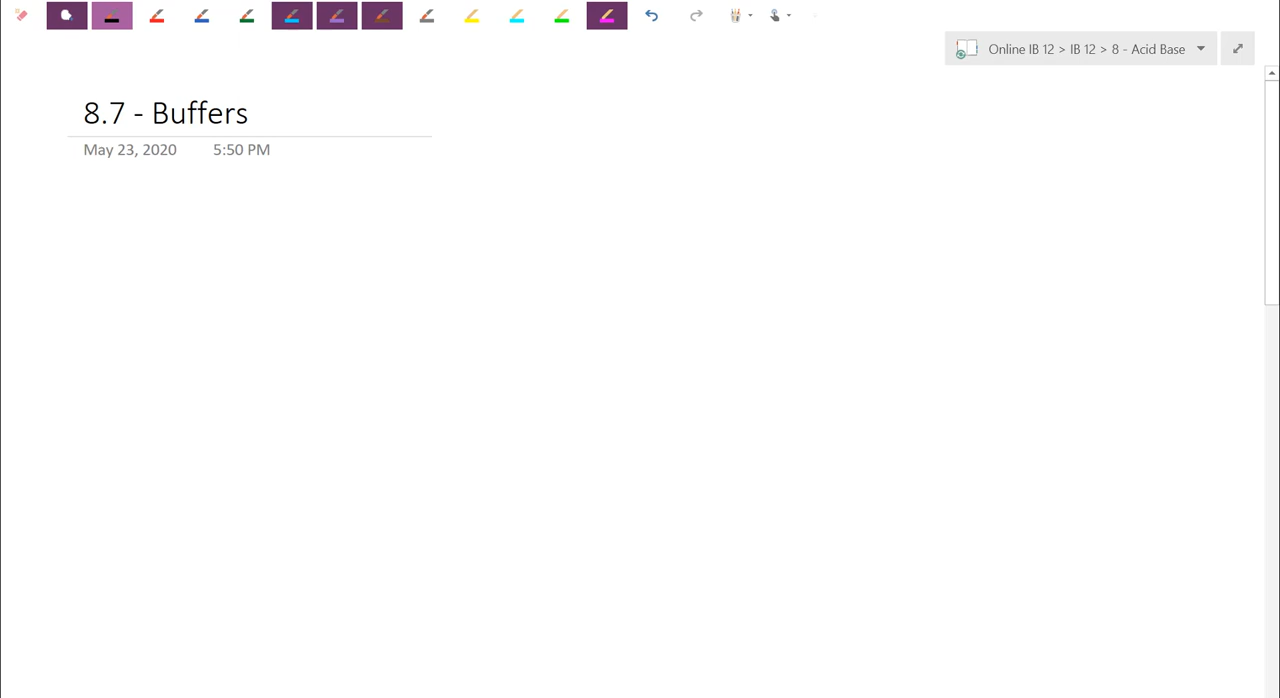 Online IB 12 > IB 12 > 8 - Acid Base
8.7 - Buffers
May 23, 2020 5:50 PM